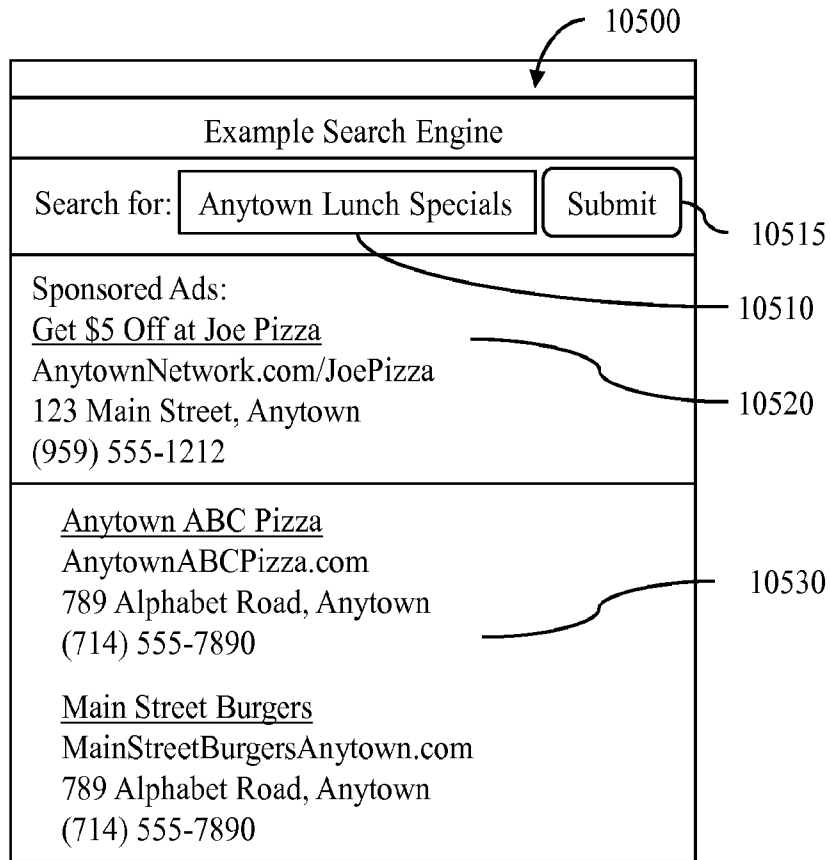 10500
Example Search Engine
Search for: Anytown Lunch Specials Submit
10515
Sponsored Ads:
10510
Get $5 Off at Joe Pizza
AnytownNetwork.com/JoePizza
10520
123 Main Street, Anytown
(959) 555-1212
Anytown ABC Pizza
AnytownABCPizza.com
10530
789 Alphabet Road, Anytown
(714) 555-7890
Main Street Burgers
MainStreetBurgersAnytown.com
789 Alphabet Road, Anytown
(714) 555-7890